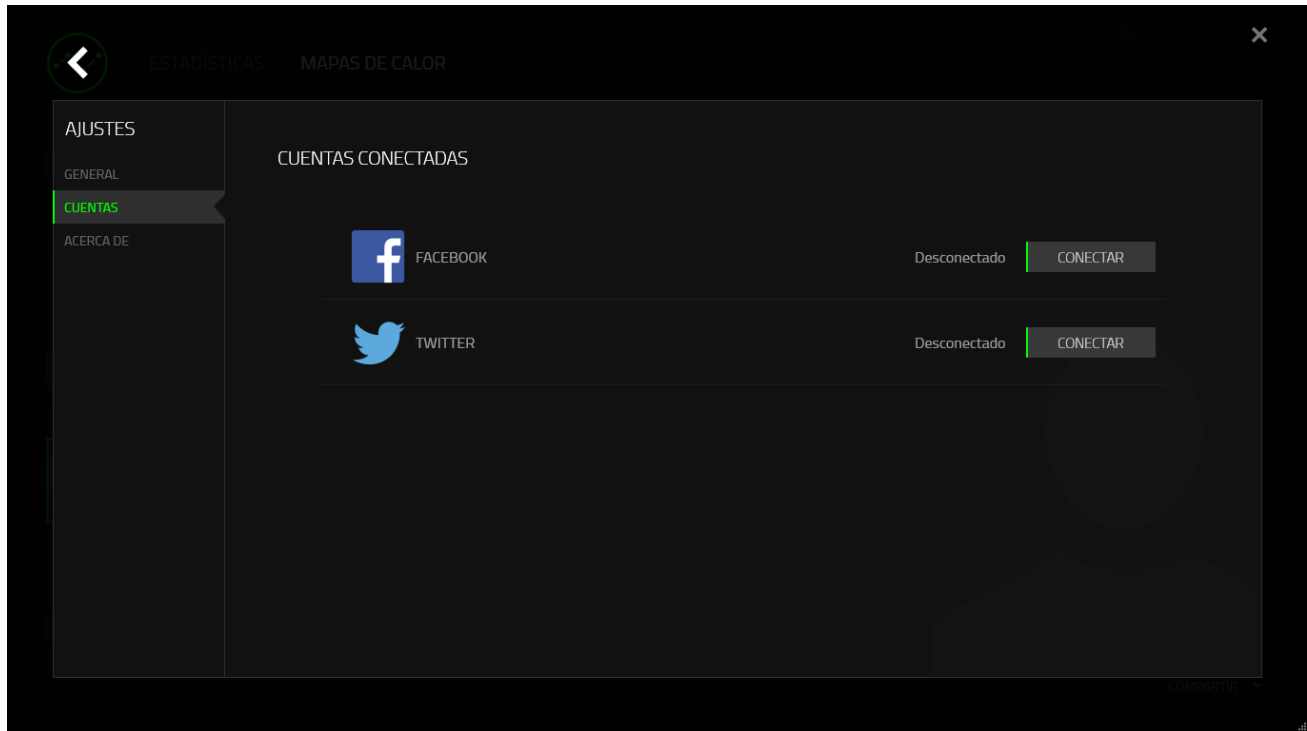 ESTADÍSTICAS MAPAS DE CALOR
AJUSTES
GENERAL
CUENTAS
ACERCA DE
CUENTAS CONECTADAS
FACEBOOK Desconectado CONECTAR
TWITTER Desconectado CONECTAR
COMPARTIR